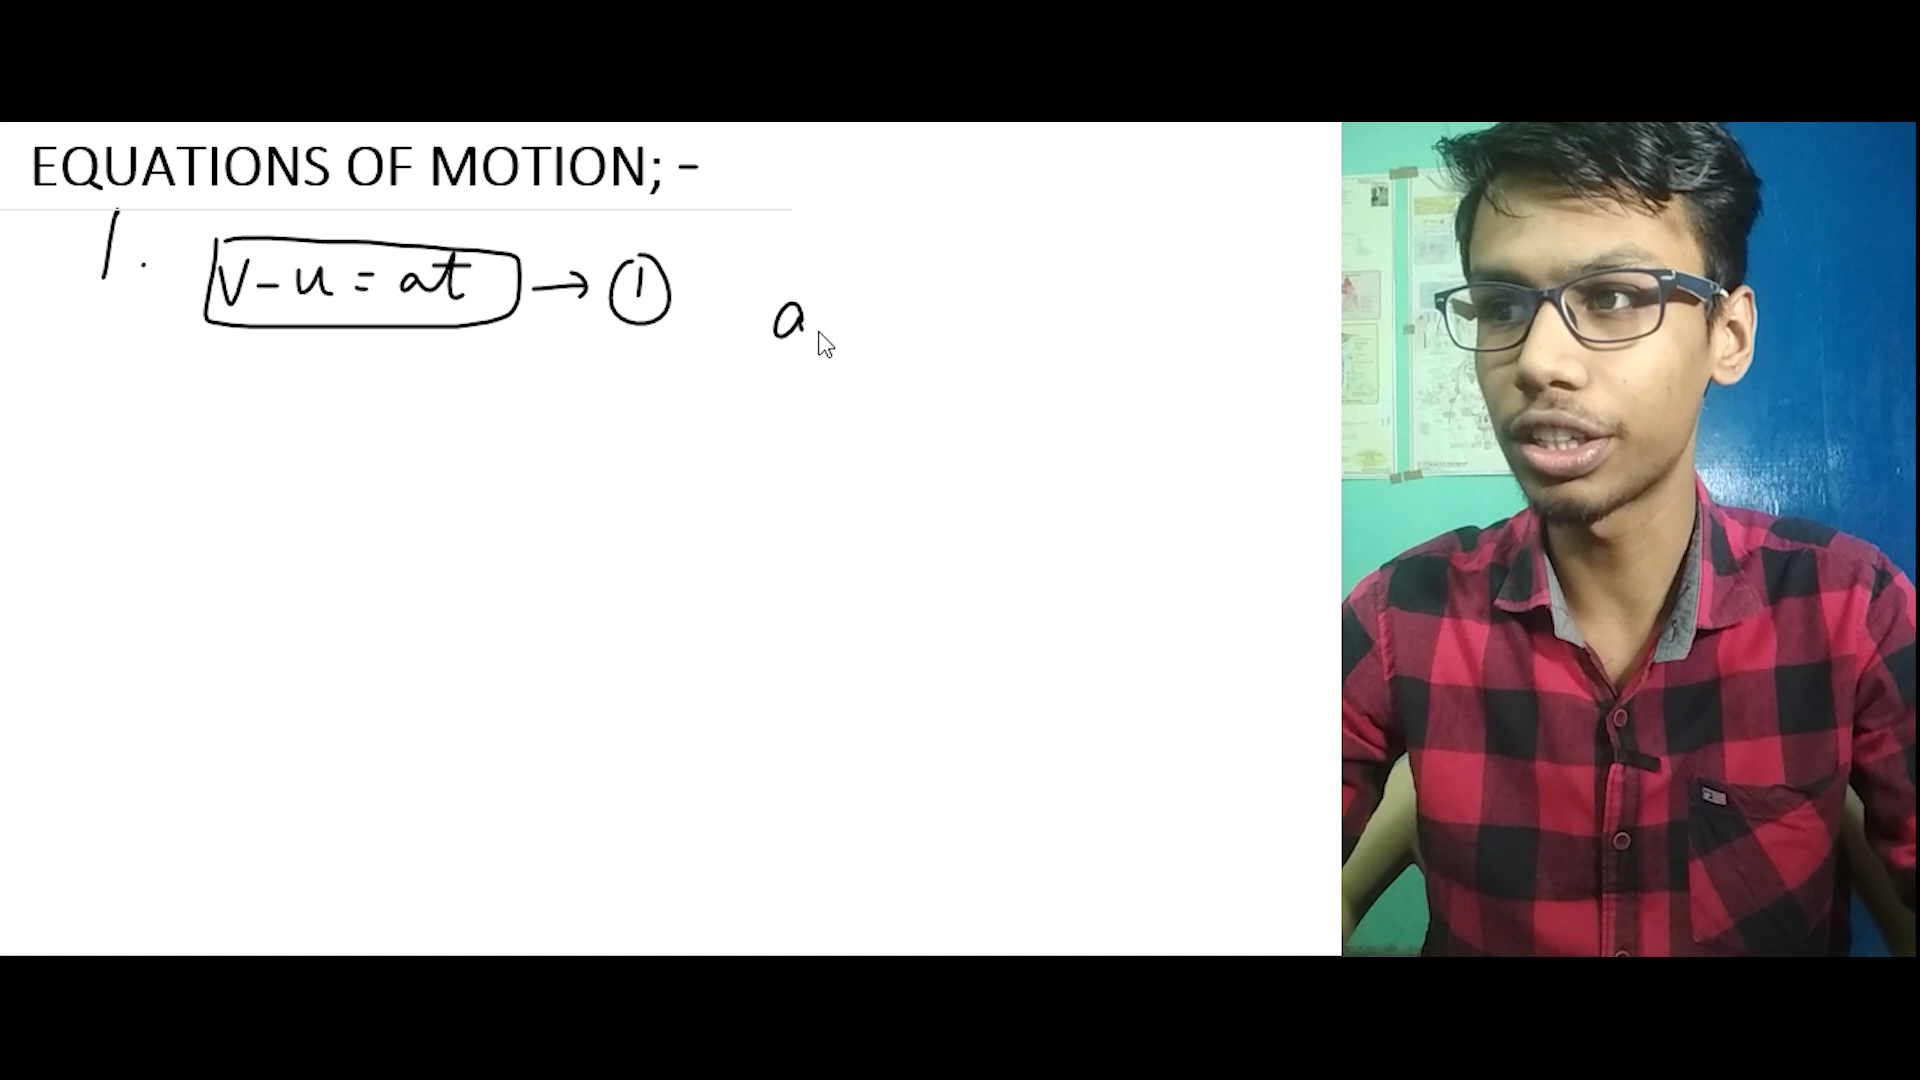 EQUATIONS OF MOTION; -
1. v - u = at → ①
a